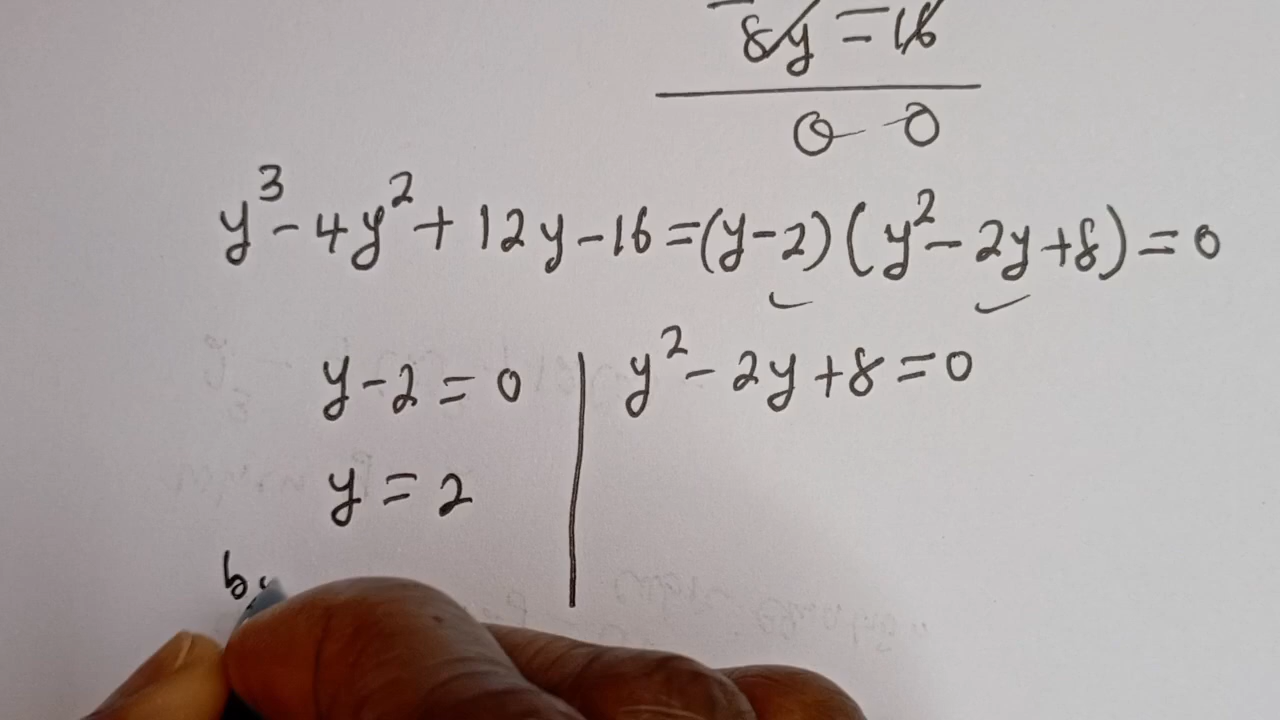 8y = 16
0 0
y³ - 4y² + 12y - 16 = (y-2)(y² - 2y + 8) = 0
y - 2 = 0 | y² - 2y + 8 = 0
y = 2